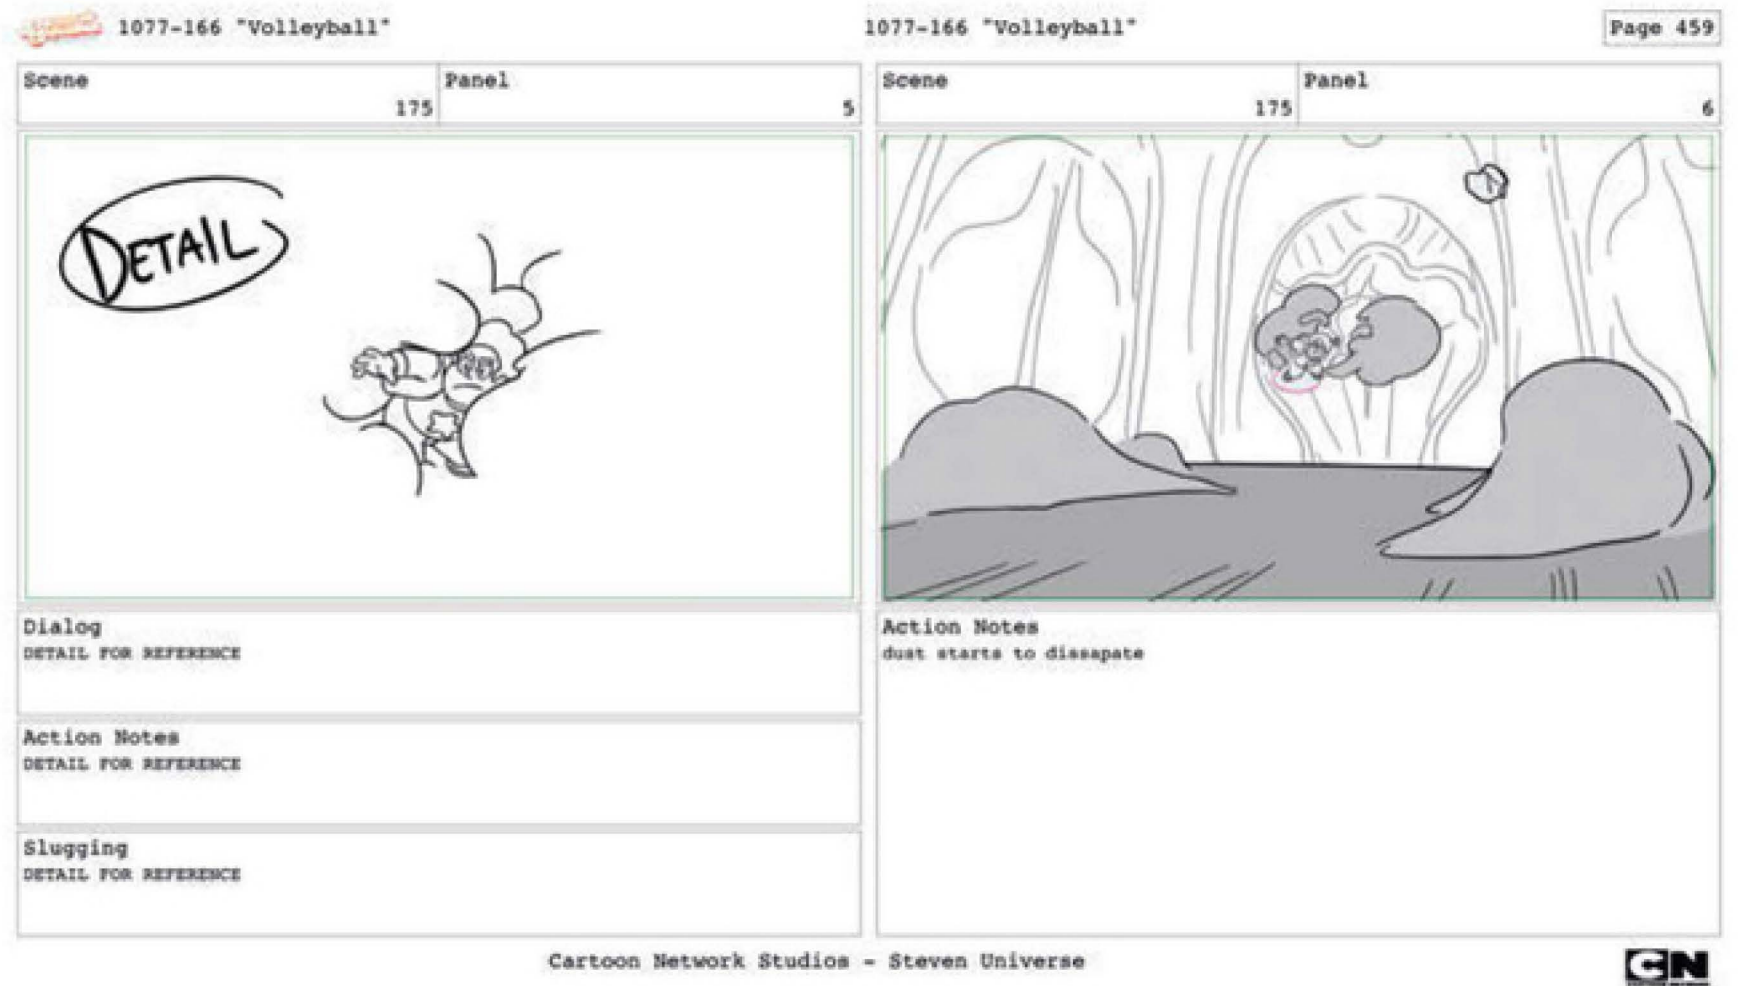 1077-166 "Volleyball"
1077-166 "Volleyball"
Page 459
Scene
175
Panel
5
Scene
175
Panel
6
DETAIL
Dialog
DETAIL FOR REFERENCE
Action Notes
DETAIL FOR REFERENCE
Slugging
DETAIL FOR REFERENCE
Action Notes
dust starts to dissapate
Cartoon Network Studios - Steven Universe
CN